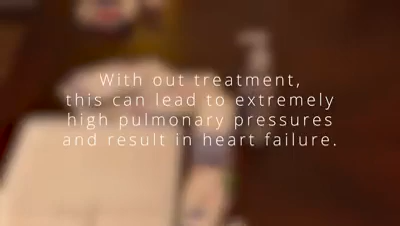 With out treatment,
this can lead to extremely
high pulmonary pressures
and result in heart failure.